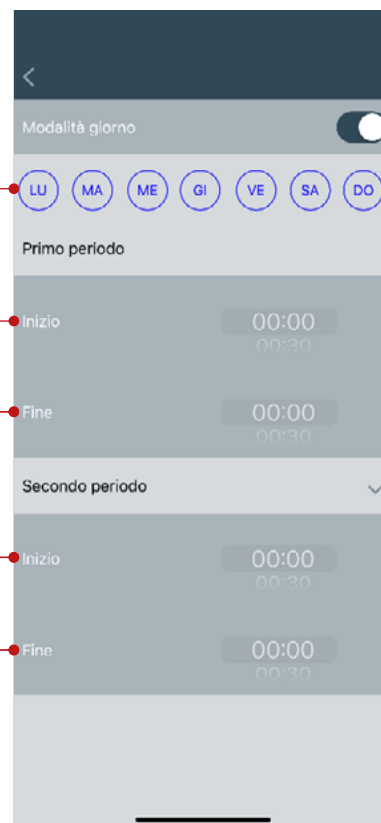 Modalità giorno
LU MA ME GI VE SA DO
Primo periodo
Inizio 00:00
00:30
Fine 00:00
00:30
Secondo periodo
Inizio 00:00
00:30
Fine 00:00
00:30